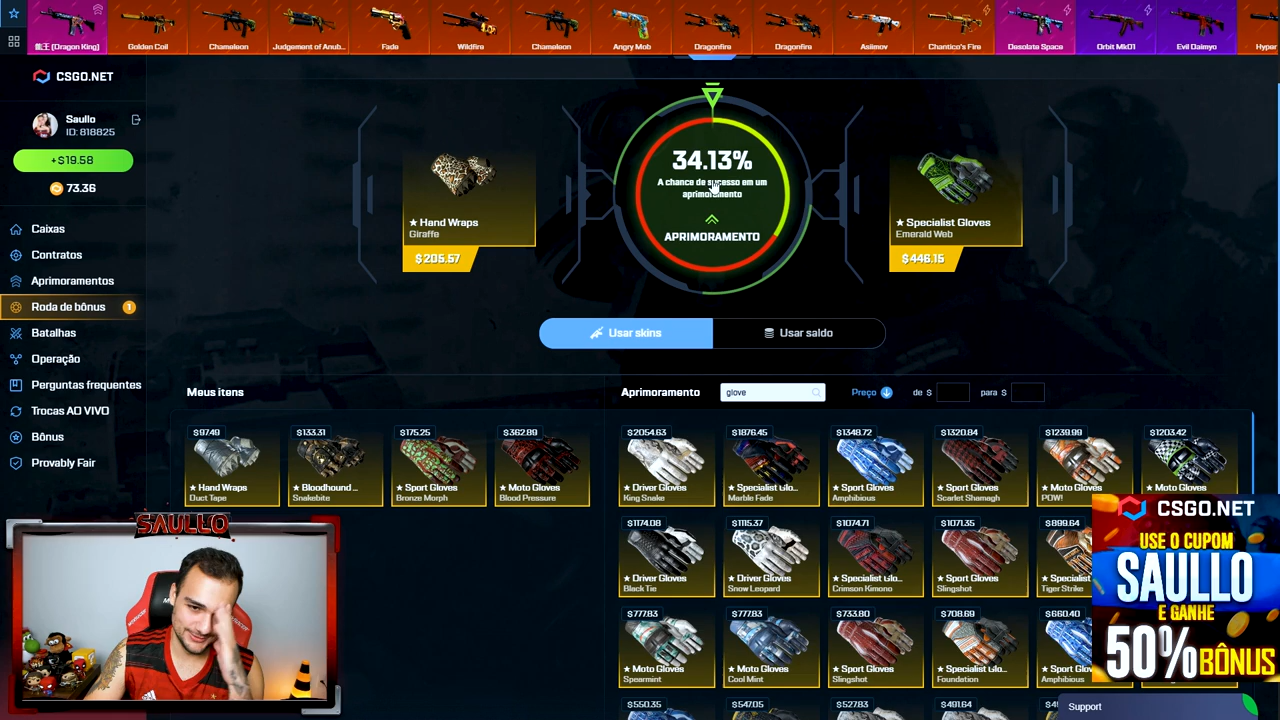 龍王 (Dragon King)
Golden Coil
Chameleon
Judgement of Anub...
Fade
Wildfire
Chameleon
Angry Mob
Dragonfire
Dragonfire
Asiimov
Chantico's Fire
Desolate Space
Orbit Mk01
Evil Daimyo
Hyper
CSGO.NET
Saullo
ID: 818825
+$19.58
73.36
Caixas
Contratos
Aprimoramentos
Roda de bônus
1
Batalhas
Operação
Perguntas frequentes
Trocas AO VIVO
Bônus
Provably Fair
★ Hand Wraps
Giraffe
$205.57
34.13%
A chance de sucesso em um
aprimoramento
APRIMORAMENTO
★ Specialist Gloves
Emerald Web
$446.15
Usar skins
Usar saldo
Meus itens
Aprimoramento
glove
Preço
de $
para $
$97.49
★ Hand Wraps
Duct Tape
$133.31
★ Bloodhound ...
Snakebite
$175.25
★ Sport Gloves
Bronze Morph
$362.89
★ Moto Gloves
Blood Pressure
$2054.63
★ Driver Gloves
King Snake
$1876.45
★ Specialist Glo...
Marble Fade
$1348.72
★ Sport Gloves
Amphibious
$1320.84
★ Sport Gloves
Scarlet Shamagh
$1239.99
★ Moto Gloves
POW!
$1203.42
★ Moto Gloves
$1174.08
★ Driver Gloves
Black Tie
$1115.37
★ Driver Gloves
Snow Leopard
$1074.71
★ Specialist Glo...
Crimson Kimono
$1071.35
★ Sport Gloves
Slingshot
$899.64
★ Specialist
Tiger Strike
$777.83
★ Moto Gloves
Spearmint
$777.83
★ Moto Gloves
Cool Mint
$733.80
★ Sport Gloves
Slingshot
$708.69
★ Specialist Glo...
Foundation
$660.40
★ Sport Glo
Amphibious
$550.35
$547.05
$527.83
$491.64
SAULLO
CSGO.NET
USE O CUPOM
SAULLO
E GANHE
50% BÔNUS
Support